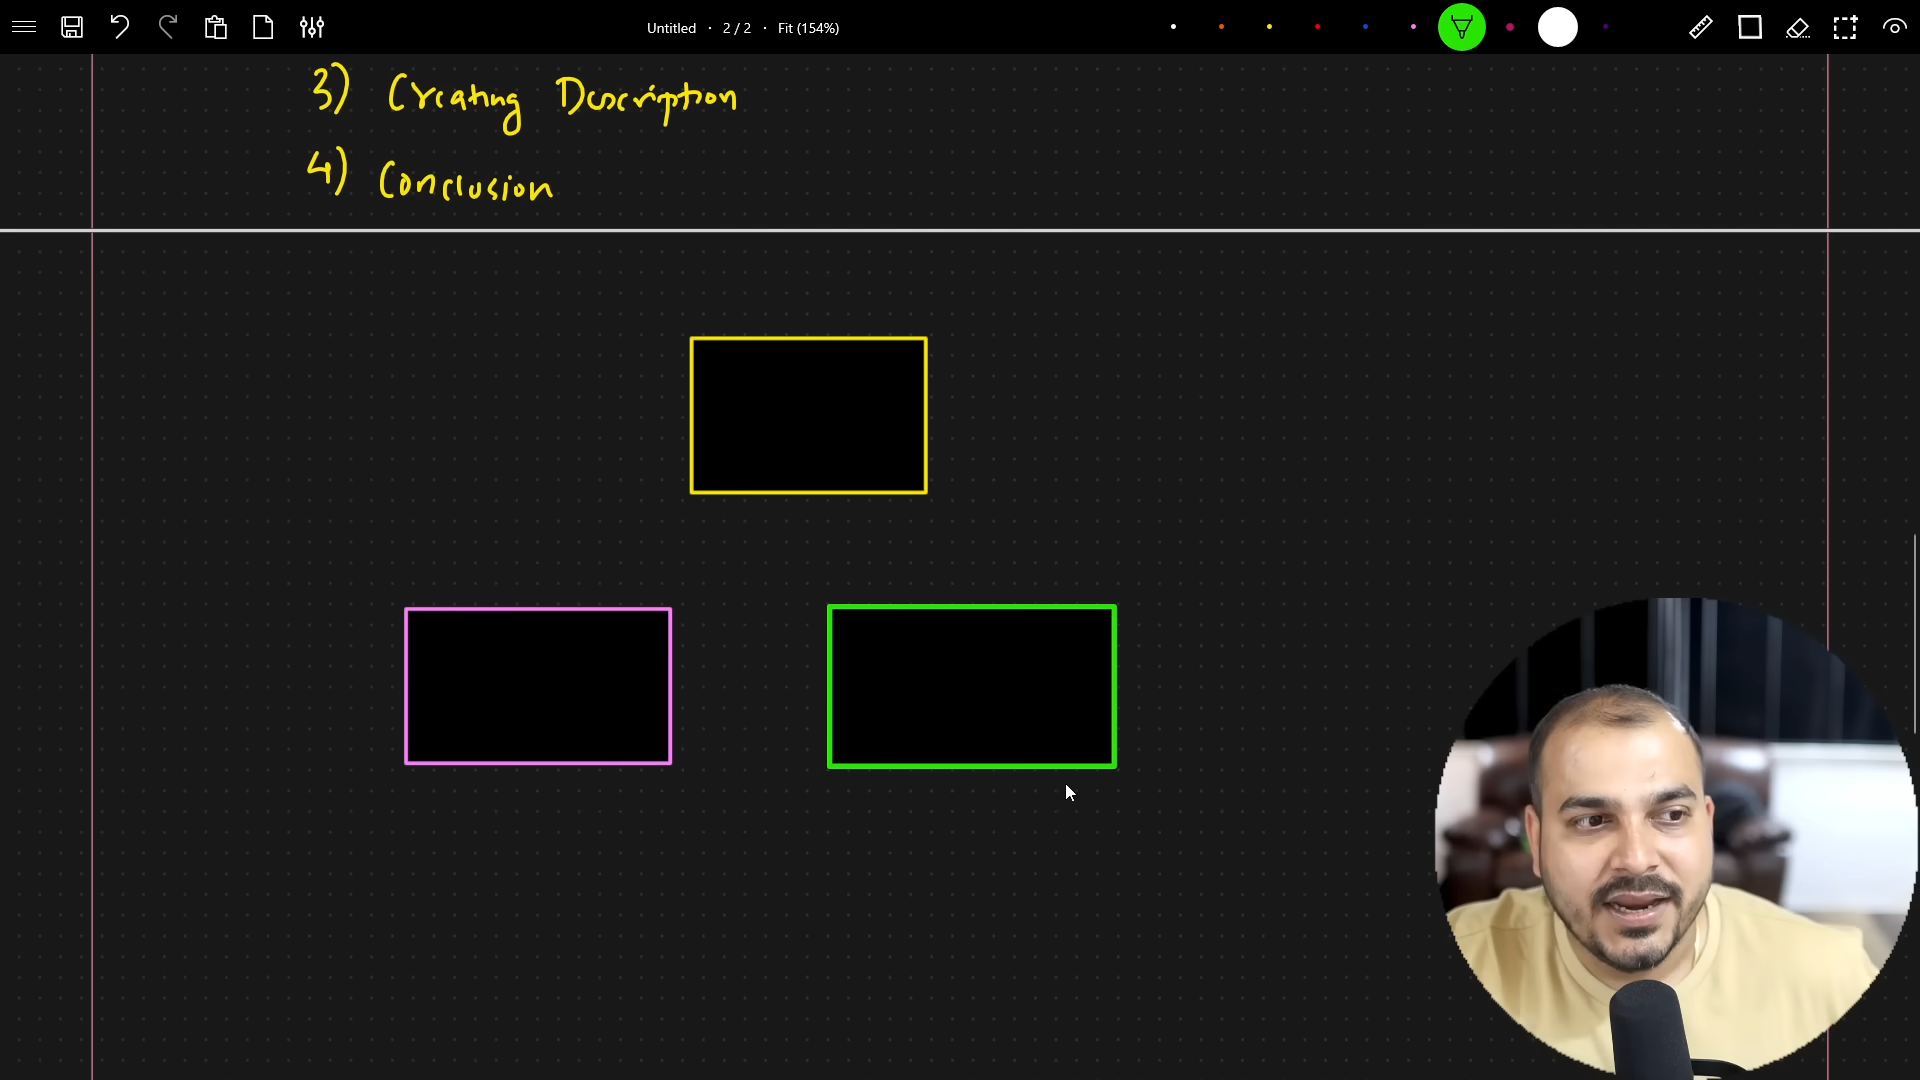 Untitled · 2 / 2 · Fit (154%)
3) Creating Description
4) Conclusion